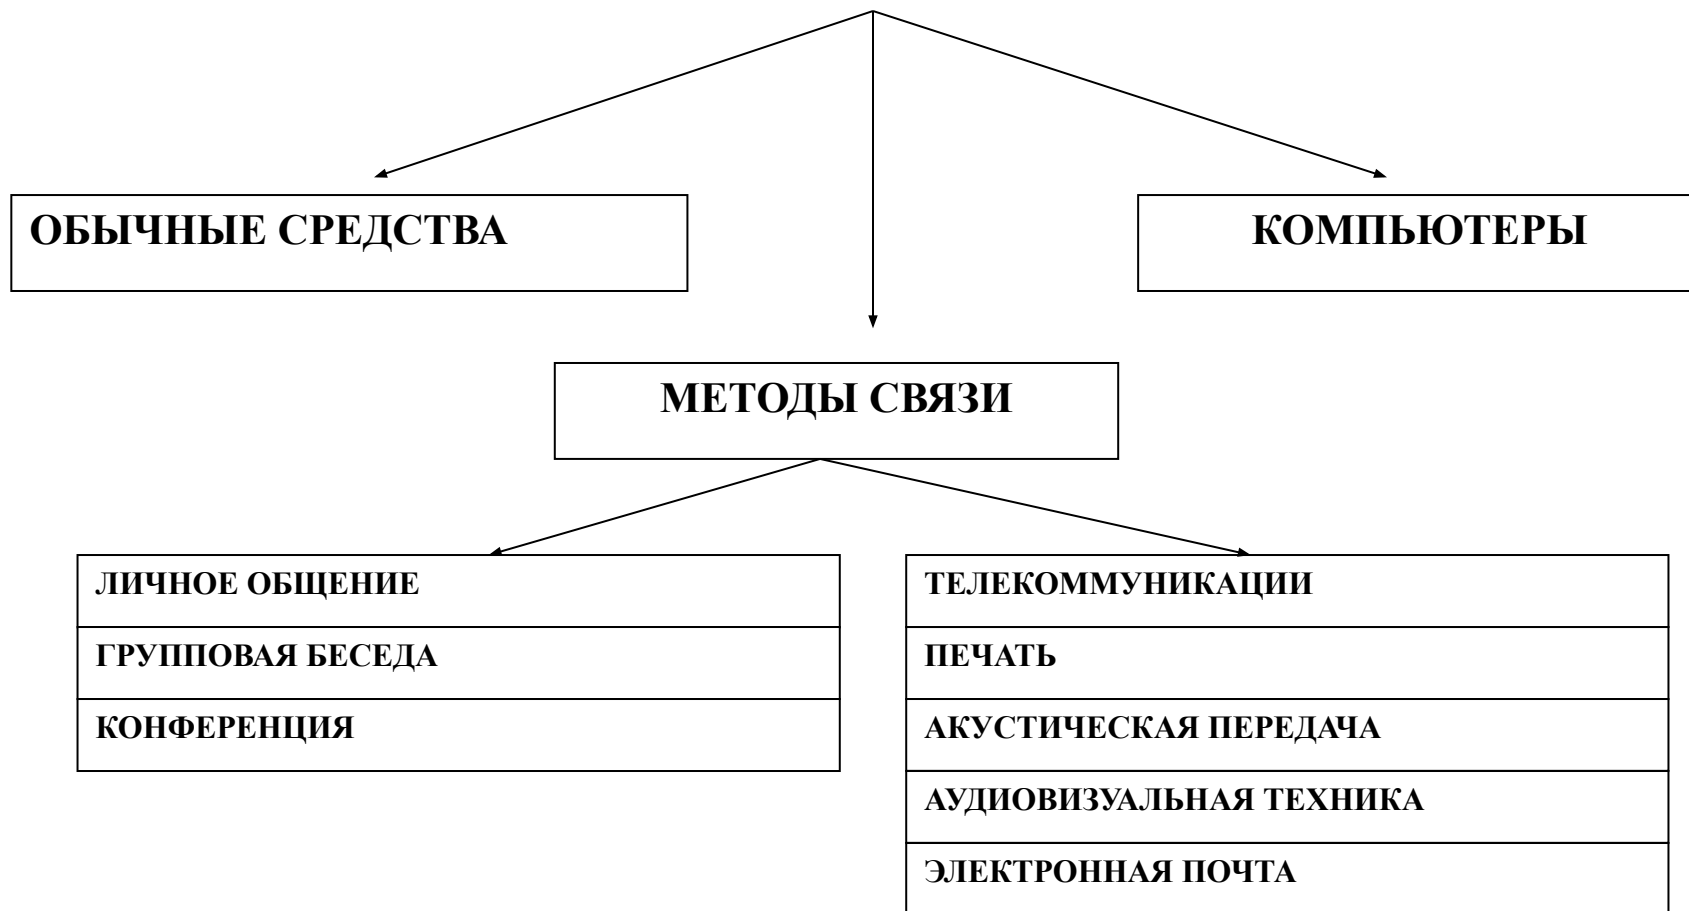 ОБЫЧНЫЕ СРЕДСТВА
КОМПЬЮТЕРЫ
МЕТОДЫ СВЯЗИ
ЛИЧНОЕ ОБЩЕНИЕ
ГРУППОВАЯ БЕСЕДА
КОНФЕРЕНЦИЯ
ТЕЛЕКОММУНИКАЦИИ
ПЕЧАТЬ
АКУСТИЧЕСКАЯ ПЕРЕДАЧА
АУДИОВИЗУАЛЬНАЯ ТЕХНИКА
ЭЛЕКТРОННАЯ ПОЧТА